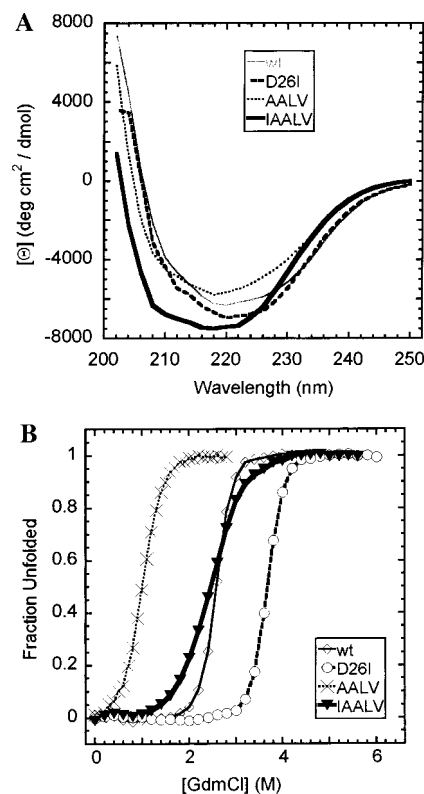 A
8000
4000
0
-4000
-8000
[Θ] (deg cm² / dmol)
wt
D26I
AALV
IAALV
200 210 220 230 240 250
Wavelength (nm)
B
1
0.8
0.6
0.4
0.2
0
Fraction Unfolded
wt
D26I
AALV
IAALV
0 2 4 6
[GdmCl] (M)